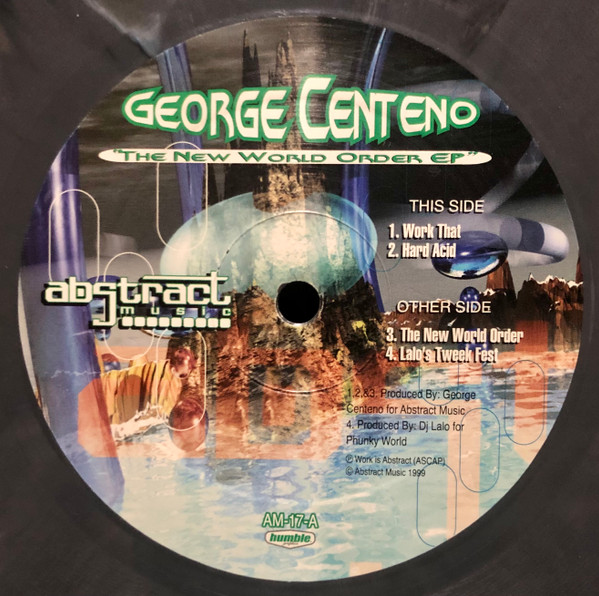 GEORGE CENTENO
"THE NEW WORLD ORDER EP"
THIS SIDE
1. Work That
2. Hard Acid
abstract
music
OTHER SIDE
3. The New World Order
4. Lalo's Tweek Fest
1,2,&3. Produced By: George
Centeno for Abstract Music
4. Produced By: Dj Lalo for
Phunky World
Ⓟ Work is Abstract (ASCAP)
© Abstract Music 1999
AM-17-A
humble